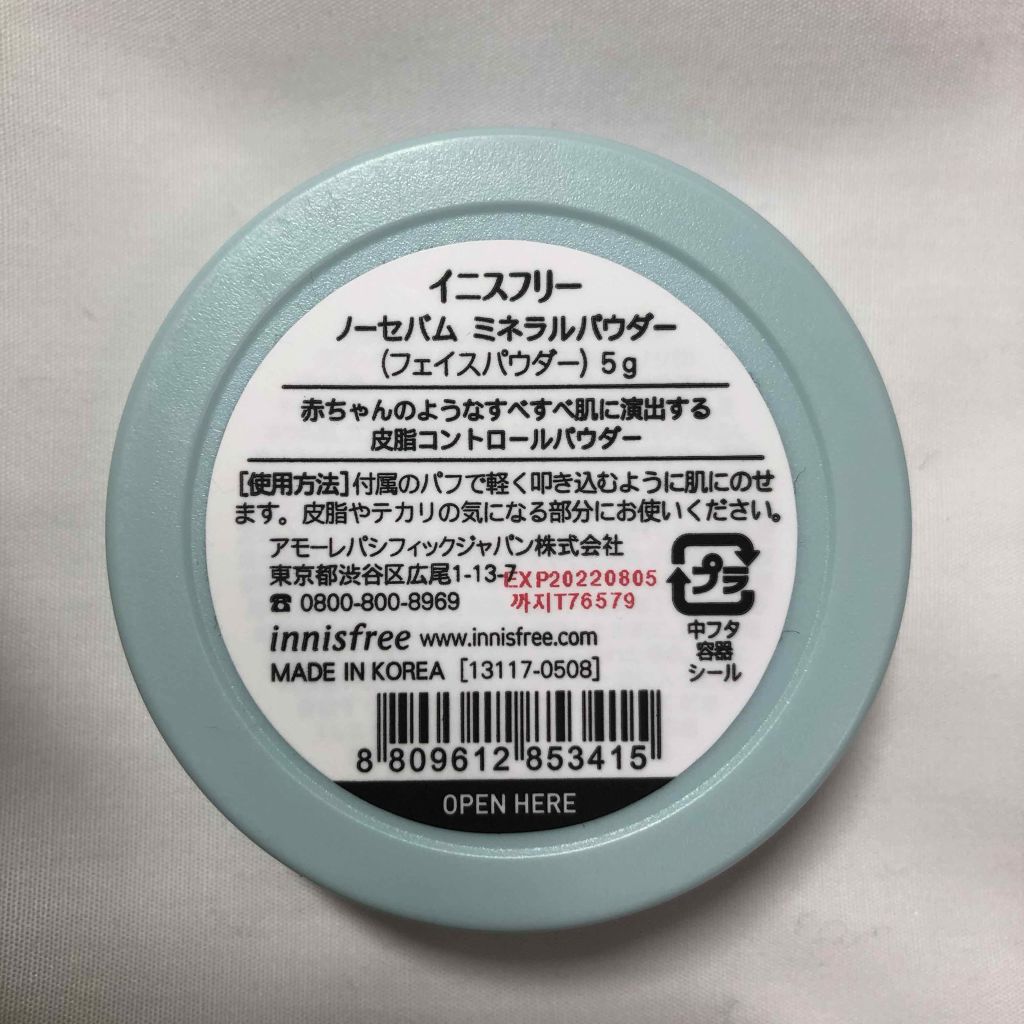 イニスフリー
ノーセバム ミネラルパウダー
(フェイスパウダー) 5g
赤ちゃんのようなすべすべ肌に演出する
皮脂コントロールパウダー
[使用方法]付属のパフで軽く叩き込むように肌にのせ
ます。皮脂やテカリの気になる部分にお使いください。
アモーレパシフィックジャパン株式会社
東京都渋谷区広尾1-13-7
EXP20220805
☎ 0800-800-8969
까지T76579
プラ
中フタ
容器
シール
innisfree www.innisfree.com
MADE IN KOREA [13117-0508]
8 809612 853415
OPEN HERE